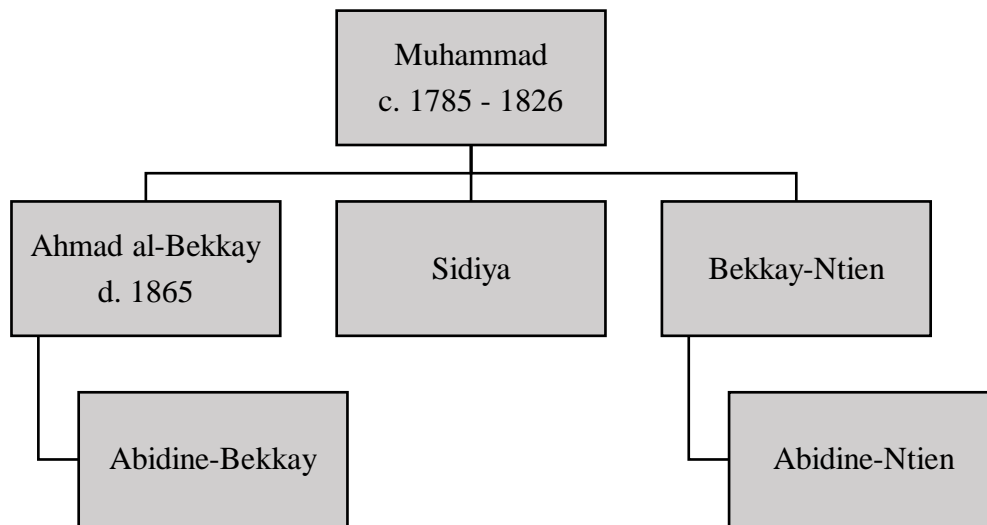 Muhammad
c. 1785 - 1826
Ahmad al-Bekkay
d. 1865
Sidiya
Bekkay-Ntien
Abidine-Bekkay
Abidine-Ntien